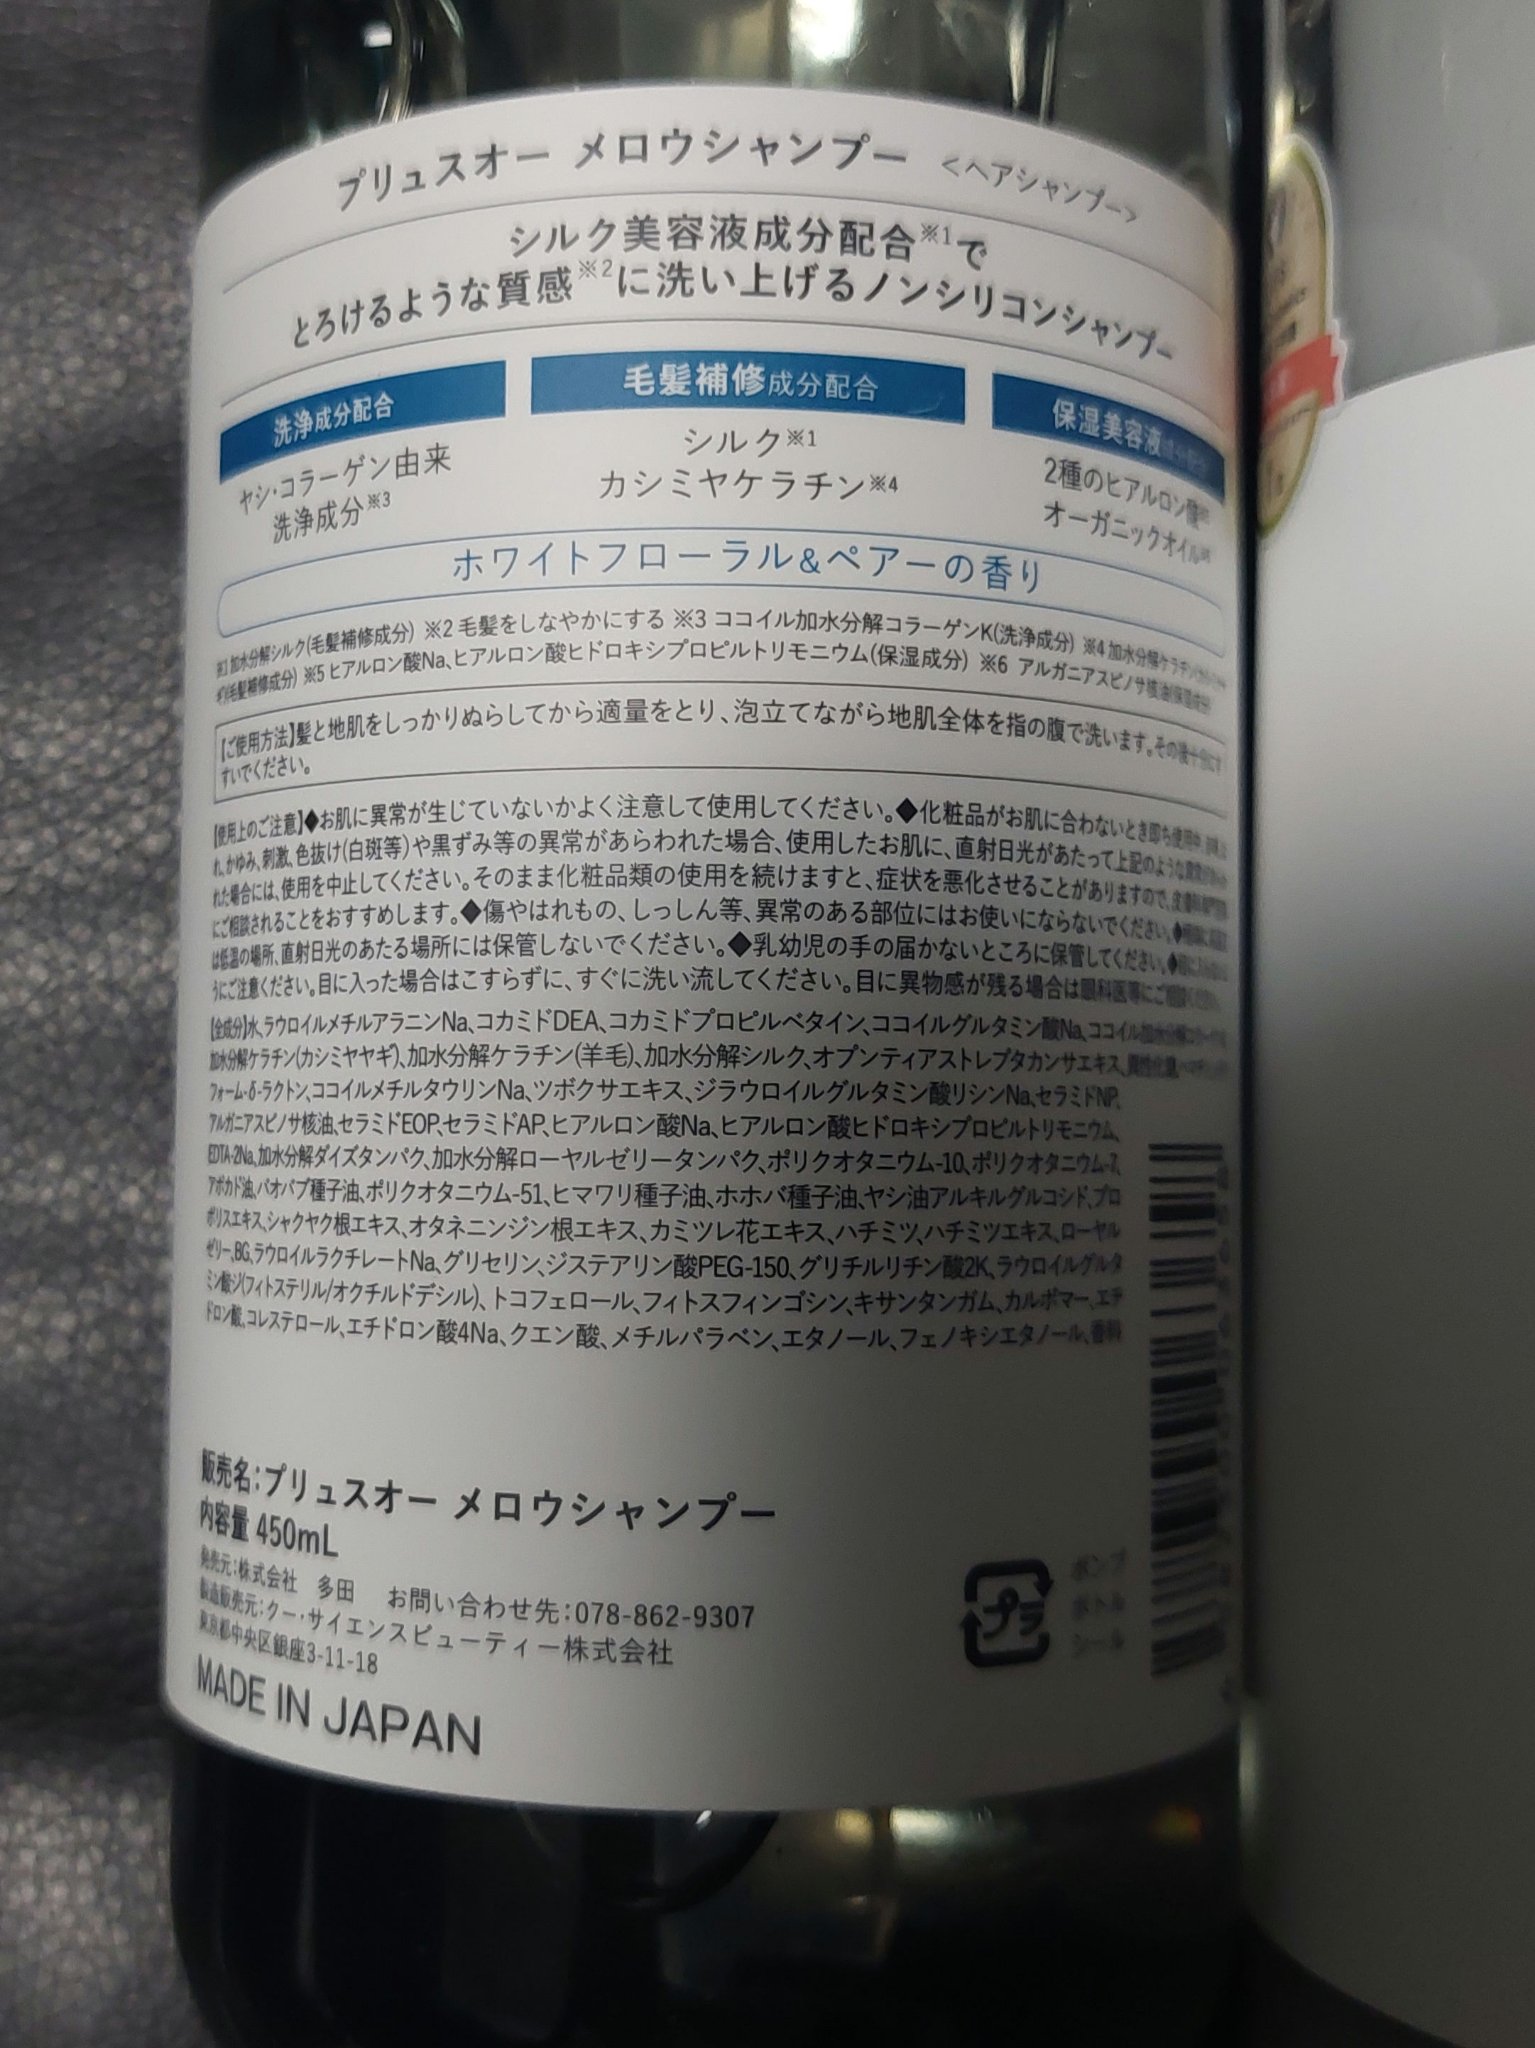 プリュスオー メロウシャンプー <ヘアシャンプー>
シルク美容液成分配合※1で
とろけるような質感※2に洗い上げるノンシリコンシャンプー
洗浄成分配合
ヤシ・コラーゲン由来
洗浄成分※3
毛髪補修成分配合
シルク※1
カシミヤケラチン※4
保湿美容液成分配合
2種のヒアルロン酸
オーガニックオイル
ホワイトフローラル&ペアーの香り
※1 加水分解シルク(毛髪補修成分) ※2 毛髪をしなやかにする ※3 ココイル加水分解コラーゲンK(洗浄成分) ※4 加水分解ケラチン
ギ)(毛髪補修成分) ※5 ヒアルロン酸Na、ヒアルロン酸ヒドロキシプロピルトリモニウム(保湿成分) ※6 アルガニアスピノサ核油(保湿成分)
【ご使用方法】髪と地肌をしっかりぬらしてから適量をとり、泡立てながら地肌全体を指の腹で洗います。その後十分にす
すいでください。
【使用上のご注意】◆お肌に異常が生じていないかよく注意して使用してください。◆化粧品がお肌に合わないとき即ち使用中、
れ、かゆみ、刺激、色抜け(白斑等)や黒ずみ等の異常があらわれた場合、使用したお肌に、直射日光があたって上記のような異常が
れた場合には、使用を中止してください。そのまま化粧品類の使用を続けますと、症状を悪化させることがありますので、皮膚科専門医
にご相談されることをおすすめします。◆傷やはれもの、しっしん等、異常のある部位にはお使いにならないでください。◆
は低温の場所、直射日光のあたる場所には保管しないでください。◆乳幼児の手の届かないところに保管してください。◆
うにご注意ください。目に入った場合はこすらずに、すぐに洗い流してください。目に異物感が残る場合は眼科医等にご相談ください。
【全成分】水、ラウロイルメチルアラニンNa、コカミドDEA、コカミドプロピルベタイン、ココイルグルタミン酸Na、ココイル加水分解
加水分解ケラチン(カシミヤヤギ)、加水分解ケラチン(羊毛)、加水分解シルク、オプンティアストレプタカンサエキス、異性化糖、
フォーム-δ-ラクトン、ココイルメチルタウリンNa、ツボクサエキス、ジラウロイルグルタミン酸リシンNa、セラミドNP、
アルガニアスピノサ核油、セラミドEOP、セラミドAP、ヒアルロン酸Na、ヒアルロン酸ヒドロキシプロピルトリモニウム、
EDTA-2Na、加水分解ダイズタンパク、加水分解ローヤルゼリータンパク、ポリクオタニウム-10、ポリクオタニウム-7、
アボカド油、バオバブ種子油、ポリクオタニウム-51、ヒマワリ種子油、ホホバ種子油、ヤシ油アルキルグルコシド、プロ
ポリスエキス、シャクヤク根エキス、オタネニンジン根エキス、カミツレ花エキス、ハチミツ、ハチミツエキス、ローヤル
ゼリー、BG、ラウロイルラクチレートNa、グリセリン、ジステアリン酸PEG-150、グリチルリチン酸2K、ラウロイルグルタ
ミン酸ジ(フィトステリル/オクチルドデシル)、トコフェロール、フィトスフィンゴシン、キサンタンガム、カルボマー、エチ
ドロン酸、コレステロール、エチドロン酸4Na、クエン酸、メチルパラベン、エタノール、フェノキシエタノール、香料
販売名：プリュスオー メロウシャンプー
内容量 450mL
発売元：株式会社 多田 お問い合わせ先：078-862-9307
製造販売元：クー・サイエンスビューティー株式会社
東京都中央区銀座3-11-18
MADE IN JAPAN
プラ
ポンプ
ボトル
シール